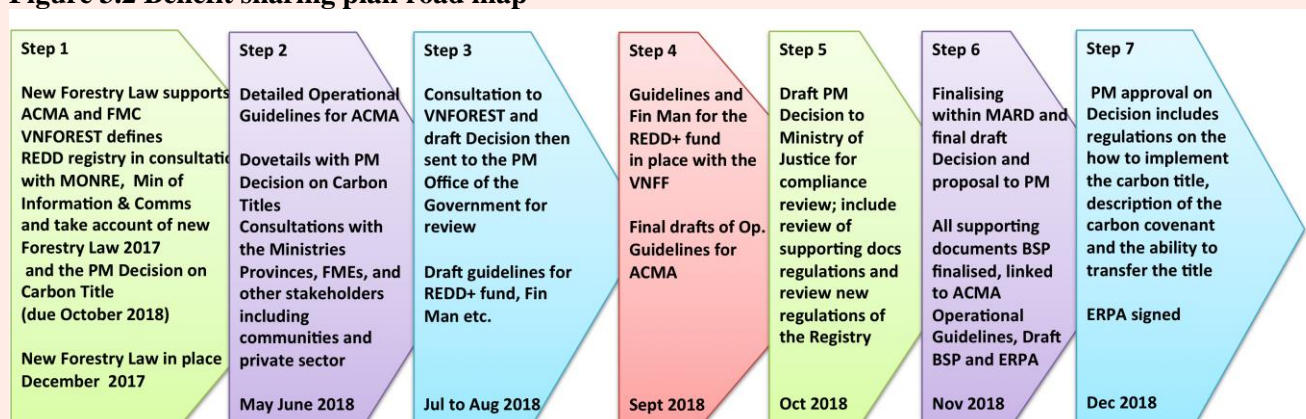 Figure 5.2 Benefit sharing plan road map
Step 1
New Forestry Law supports
ACMA and FMC
VNFOREST defines
REDD registry in consultatio
with MONRE, Min of
Information & Comms
and take account of new
Forestry Law 2017
and the PM Decision on
Carbon Title
(due October 2018)
New Forestry Law in place
December 2017
Step 2
Detailed Operational
Guidelines for ACMA
Dovetails with PM
Decision on Carbon
Titles
Consultations with
the Ministries
Provinces, FMEs, and
other stakeholders
including
communities and
private sector
May June 2018
Step 3
Consultation to
VNFOREST and
draft Decision then
sent to the PM
Office of the
Government for
review
Draft guidelines for
REDD+ fund, Fin
Man etc.
Jul to Aug 2018
Step 4
Guidelines and
Fin Man for the
REDD+ fund
in place with the
VNFF
Final drafts of Op.
Guidelines for
ACMA
Sept 2018
Step 5
Draft PM
Decision to
Ministry of
Justice for
compliance
review; include
review of
supporting docs
regulations and
review new
regulations of
the Registry
Oct 2018
Step 6
Finalising
within MARD and
final draft
Decision and
proposal to PM
All supporting
documents BSP
finalised, linked
to ACMA
Operational
Guidelines, Draft
BSP and ERPA
Nov 2018
Step 7
PM approval on
Decision includes
regulations on the
how to implement
the carbon title,
description of the
carbon covenant
and the ability to
transfer the title
ERPA signed
Dec 2018